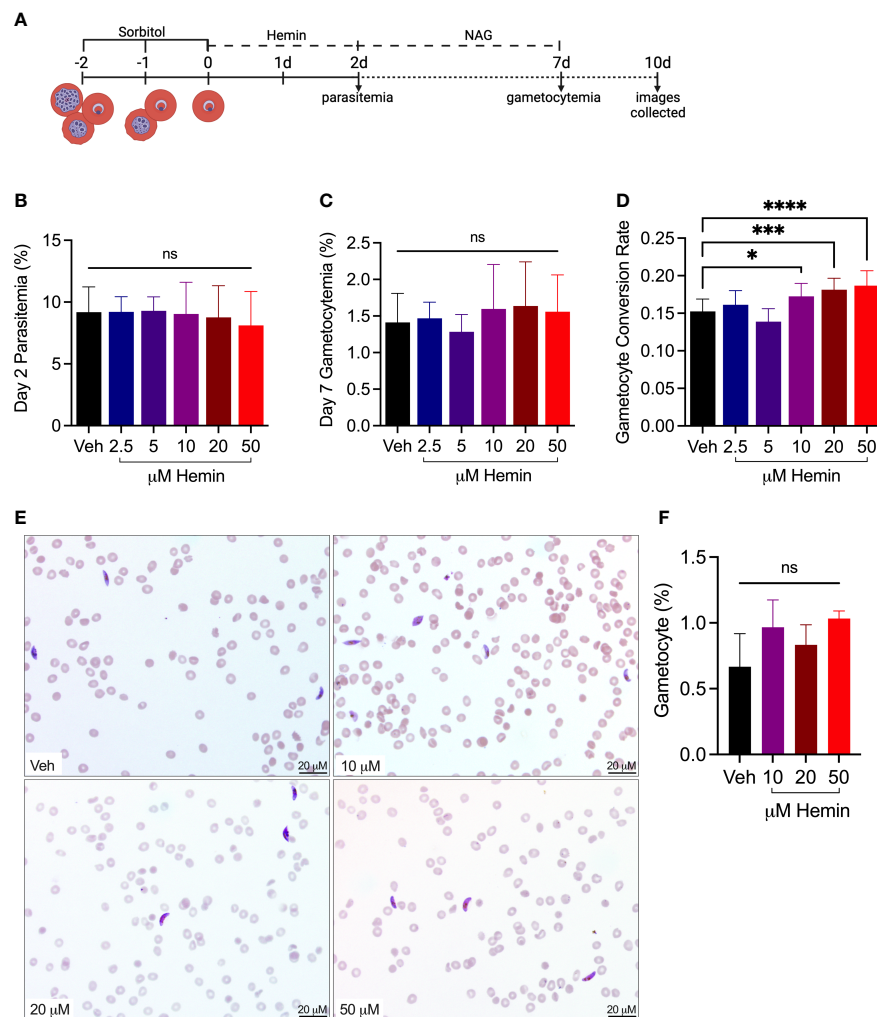 A
Sorbitol
Hemin
NAG
-2 -1 0 1d 2d 7d 10d
parasitemia
gametocytemia
images
collected
B
Day 2 Parasitemia (%)
15
10
5
0
ns
Veh 2.5 5 10 20 50
μM Hemin
C
Day 7 Gametocytemia (%)
2.5
2.0
1.5
1.0
0.5
0.0
ns
Veh 2.5 5 10 20 50
μM Hemin
D
Gametocyte Conversion Rate
0.25
0.20
0.15
0.10
0.05
0.00
****
***
*
Veh 2.5 5 10 20 50
μM Hemin
E
Veh
20 μM
10 μM
20 μM
20 μM
20 μM
50 μM
20 μM
F
Gametocyte (%)
1.5
1.0
0.5
0.0
ns
Veh 10 20 50
μM Hemin